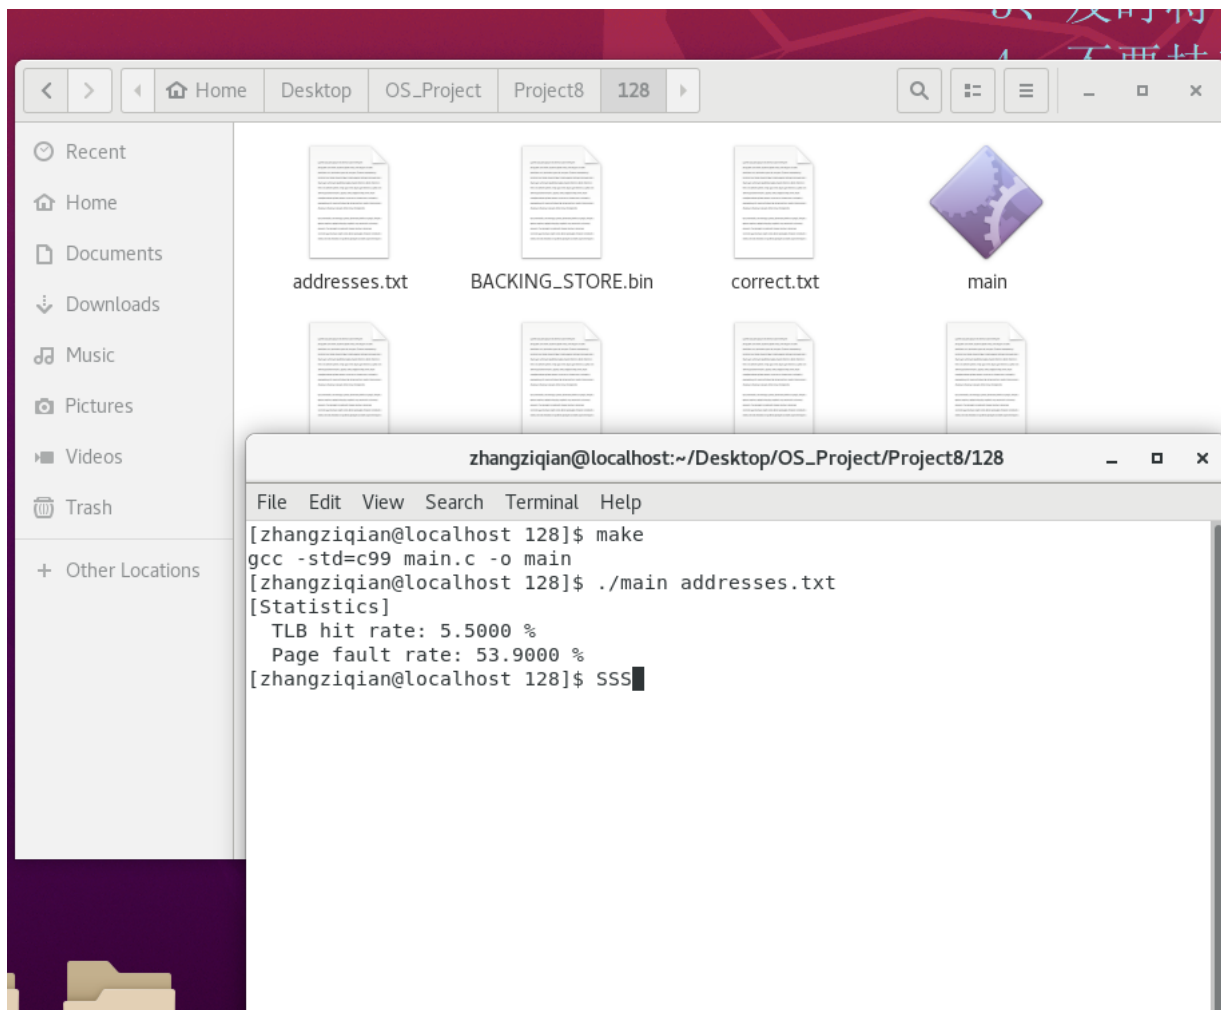 Home Desktop OS_Project Project8 128
Recent
Home
Documents
Downloads
Music
Pictures
Videos
Trash
Other Locations
addresses.txt BACKING_STORE.bin correct.txt main
zhangziqian@localhost:~/Desktop/OS_Project/Project8/128
File Edit View Search Terminal Help
[zhangziqian@localhost 128]$ make
gcc -std=c99 main.c -o main
[zhangziqian@localhost 128]$ ./main addresses.txt
[Statistics]
TLB hit rate: 5.5000 %
Page fault rate: 53.9000 %
[zhangziqian@localhost 128]$ SSS